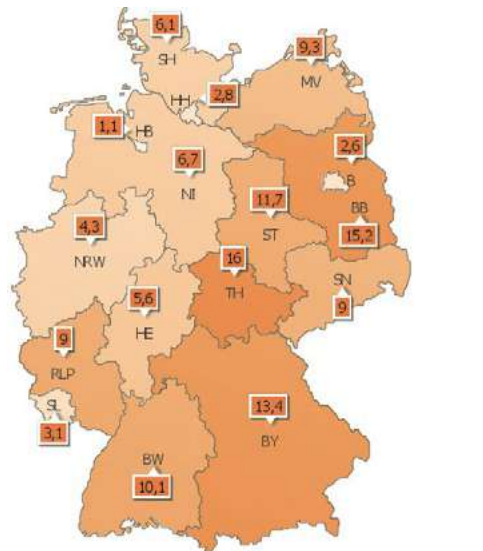 6,1
SH
9,3
MV
HH
2,8
1,1
HB
6,7
NI
2,6
B
BB
15,2
11,7
ST
4,3
NRW
16
TH
SN
9
5,6
HE
9
RLP
SL
3,1
13,4
BY
BW
10,1